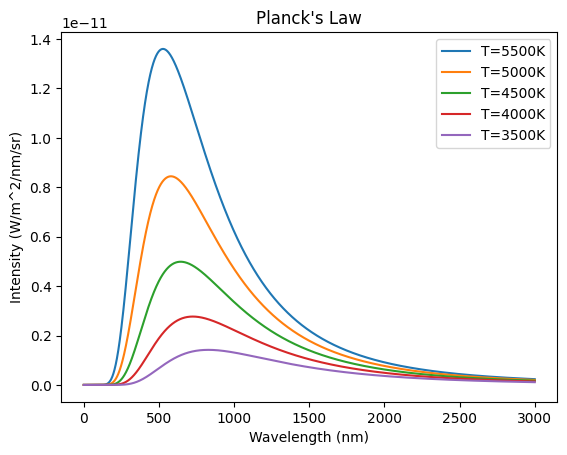 Planck's Law
1e−11
1.4
1.2
1.0
0.8
0.6
0.4
0.2
0.0
Intensity (W/m^2/nm/sr)
T=5500K
T=5000K
T=4500K
T=4000K
T=3500K
0 500 1000 1500 2000 2500 3000
Wavelength (nm)